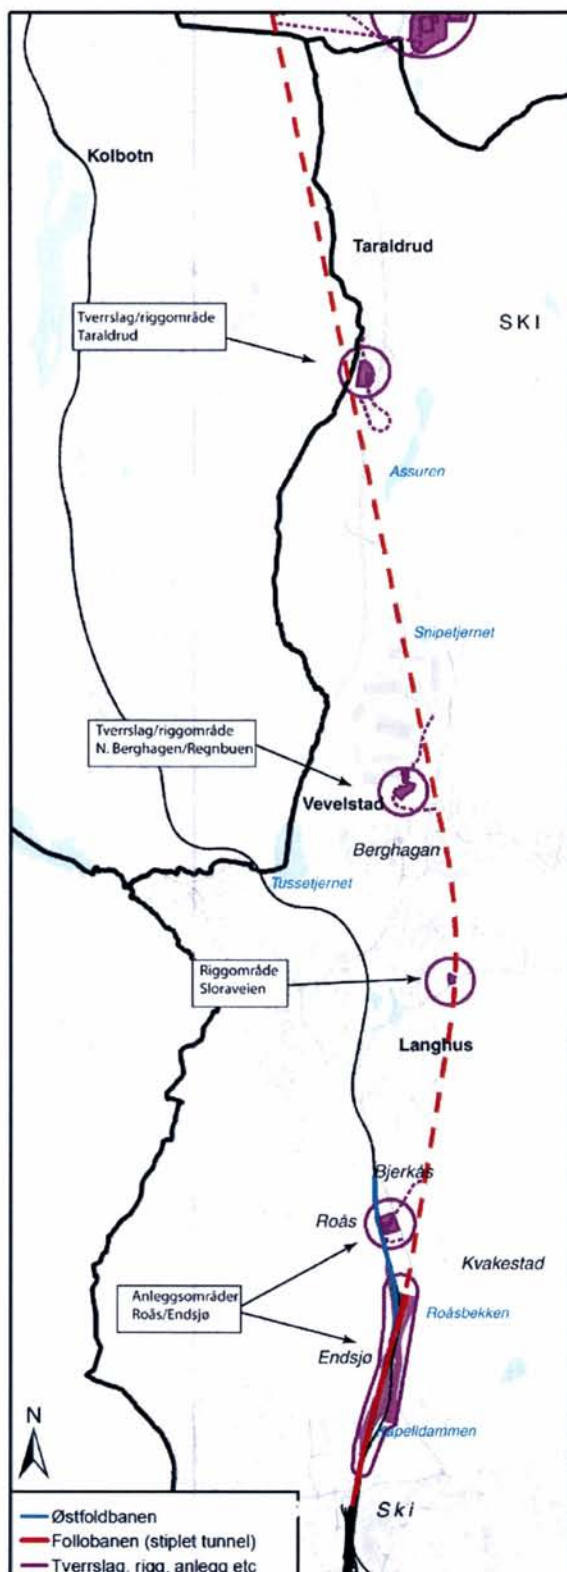 Kolbotn
Taraldrud
Tverrslag/riggområde
Taraldrud
SKI
Assuren
Snipetjernet
Tverrslag/riggområde
N. Berghagen/Regnbuen
Vevelstad
Berghagan
Tussetjernet
Riggområde
Sloraveien
Langhus
Bjerkås
Roås
Kvakestad
Anleggsområder
Roås/Endsjø
Roåsbekken
Endsjø
Kapelldammen
N
Ski
Østfoldbanen
Follobanen (stiplet tunnel)
Tverrslag, rigg, anlegg etc